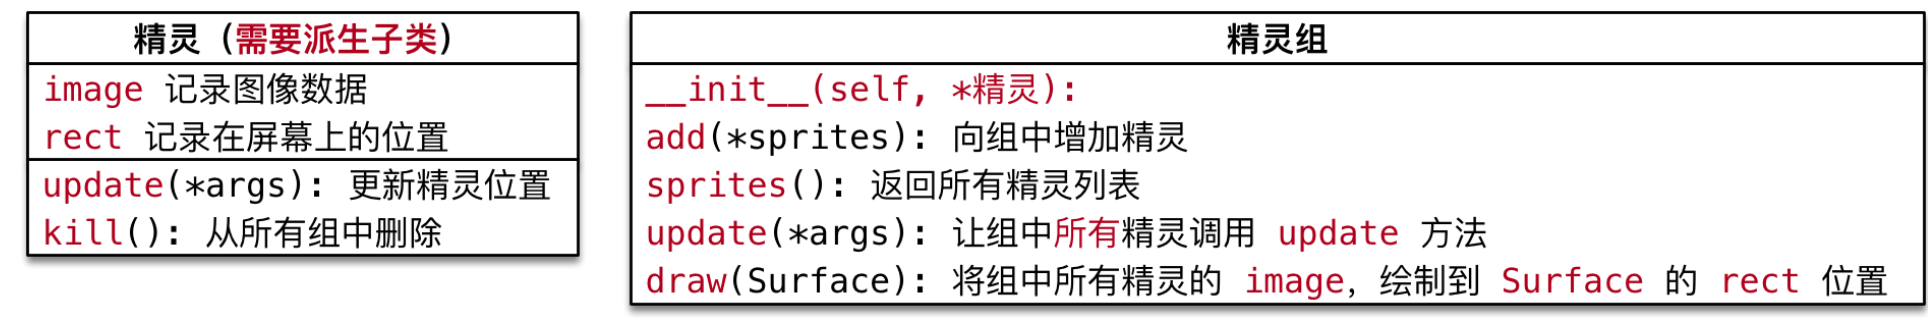 精灵（需要派生子类）
image 记录图像数据
rect 记录在屏幕上的位置
update(*args): 更新精灵位置
kill(): 从所有组中删除
精灵组
__init__(self, *精灵):
add(*sprites): 向组中增加精灵
sprites(): 返回所有精灵列表
update(*args): 让组中所有精灵调用 update 方法
draw(Surface): 将组中所有精灵的 image，绘制到 Surface 的 rect 位置